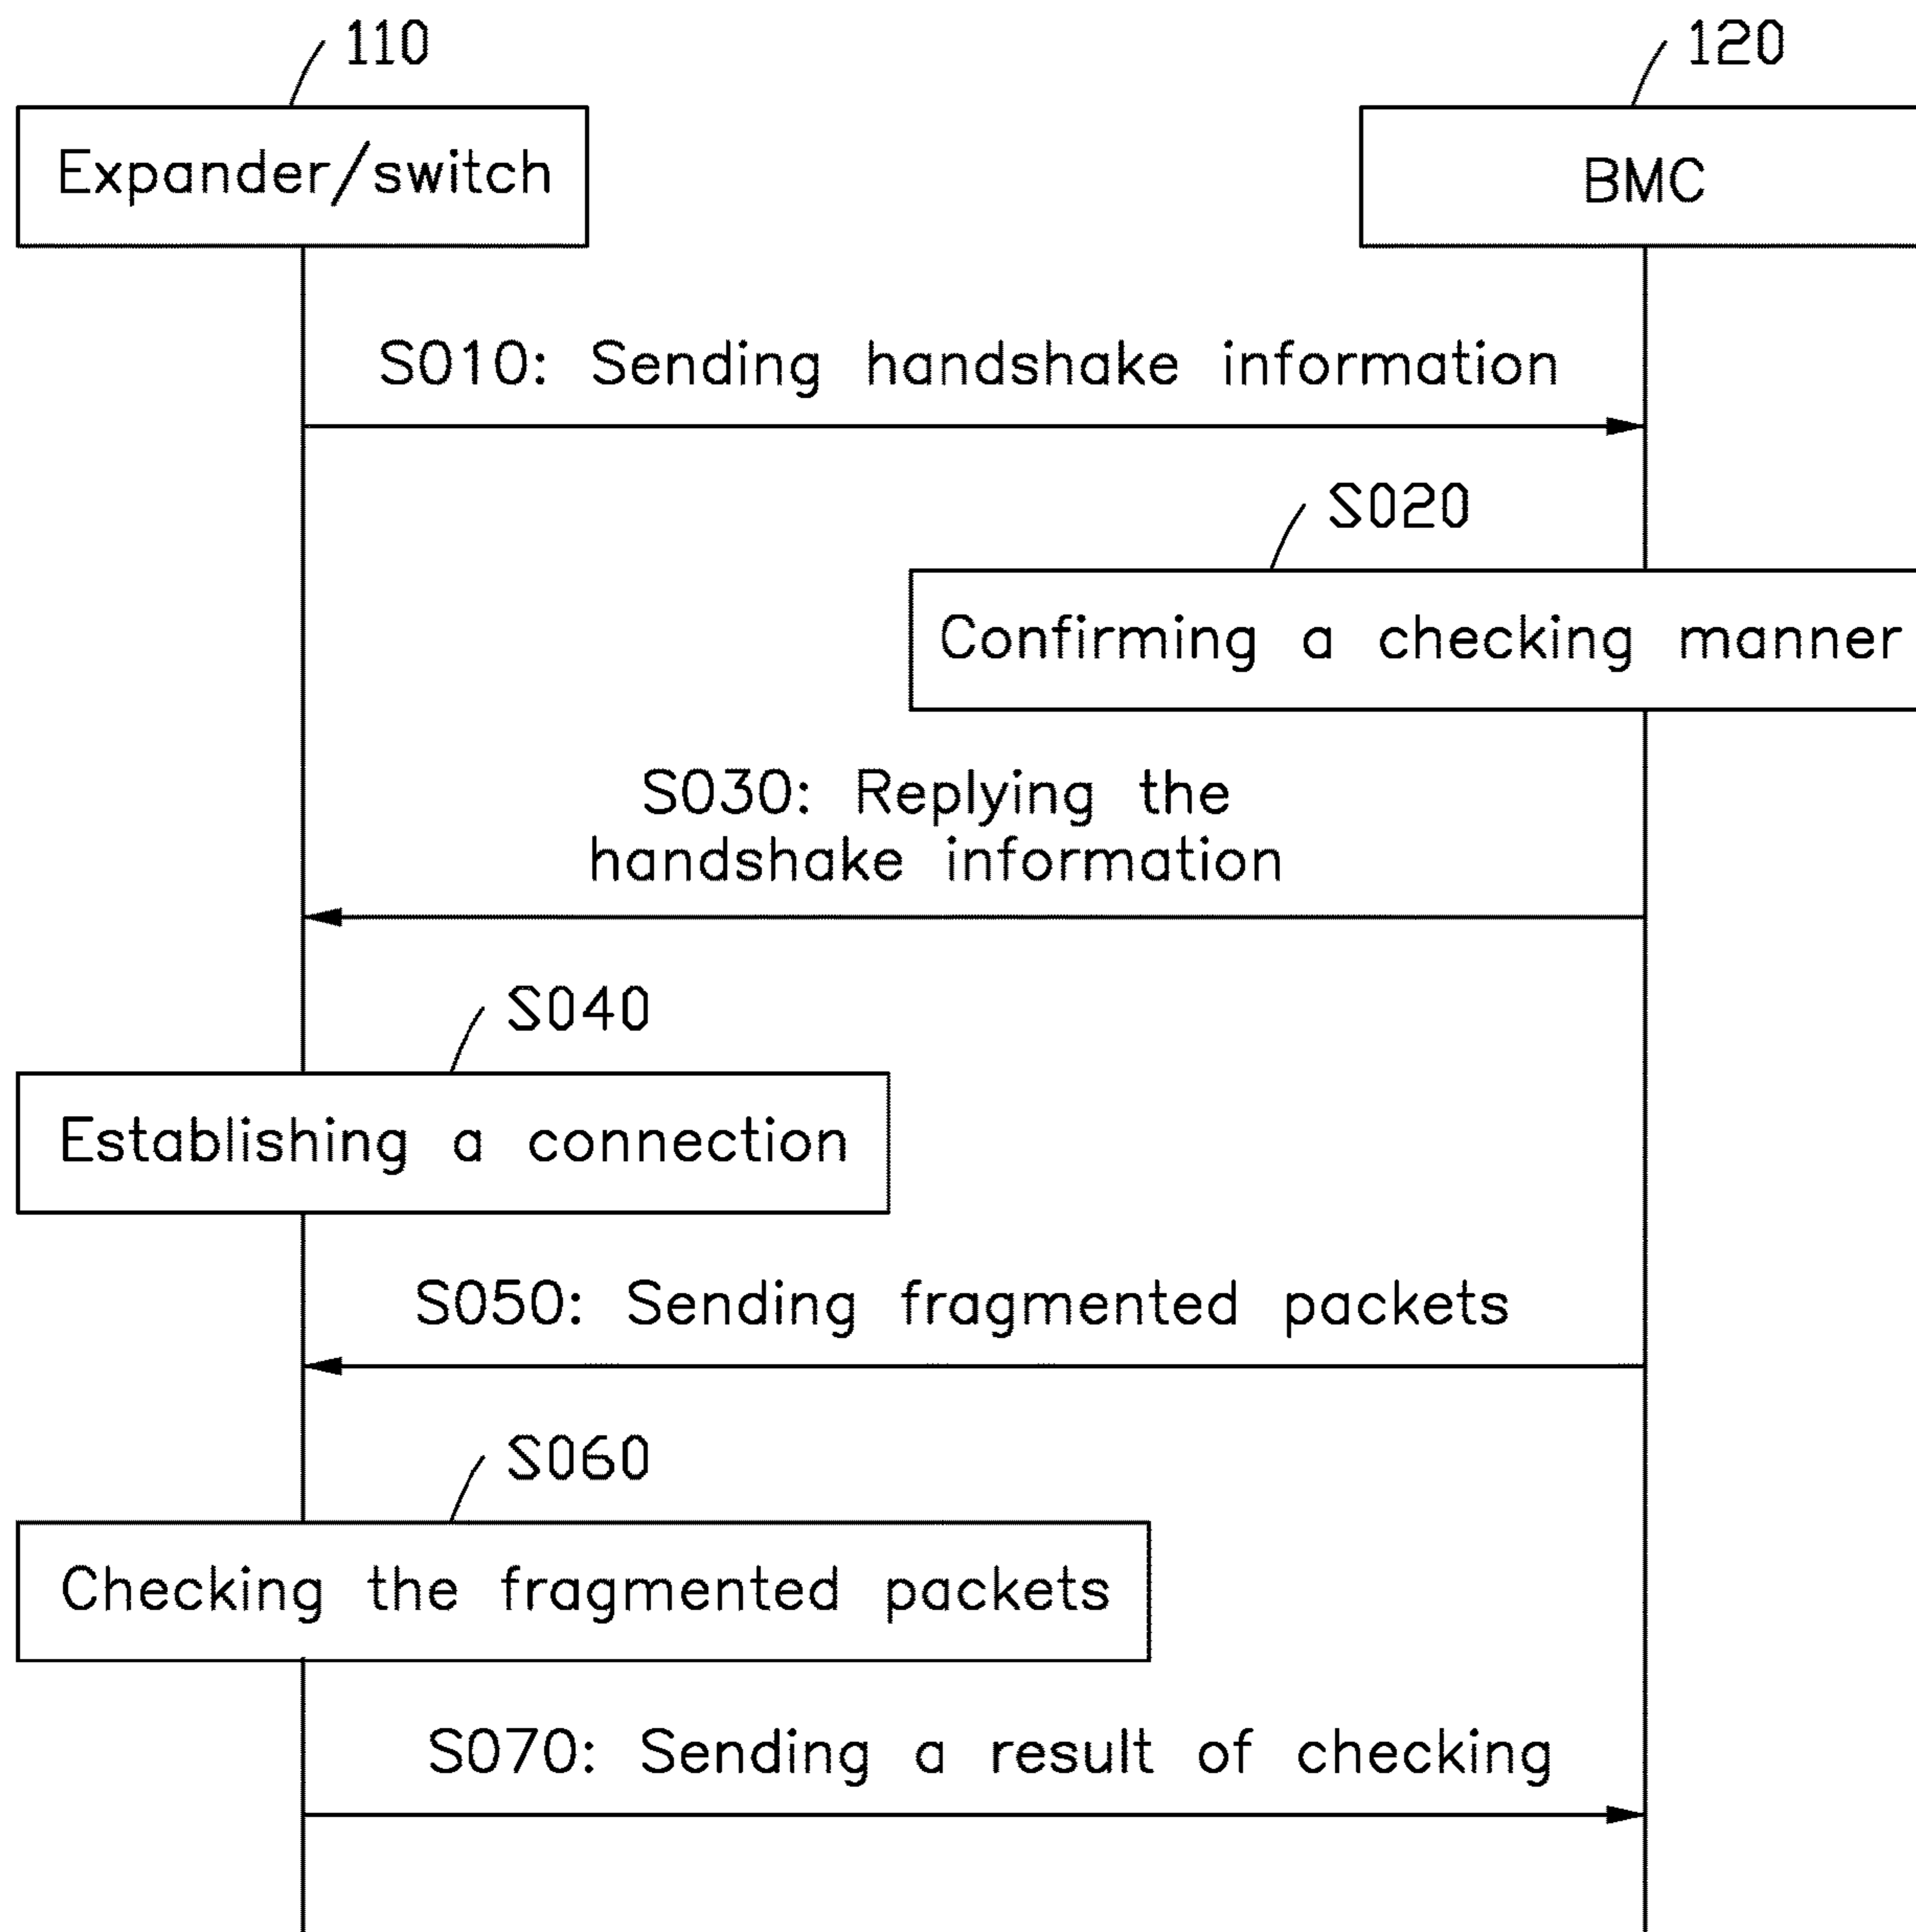 110
120
Expander/switch
BMC
S010: Sending handshake information
S020
Confirming a checking manner
S030: Replying the
handshake information
S040
Establishing a connection
S050: Sending fragmented packets
S060
Checking the fragmented packets
S070: Sending a result of checking